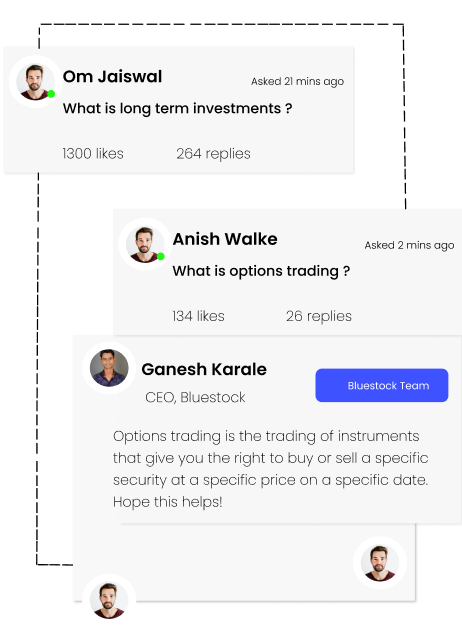 Om Jaiswal
Asked 21 mins ago
What is long term investments ?
1300 likes 264 replies
Anish Walke
Asked 2 mins ago
What is options trading ?
134 likes 26 replies
Ganesh Karale
Bluestock Team
CEO, Bluestock
Options trading is the trading of instruments
that give you the right to buy or sell a specific
security at a specific price on a specific date.
Hope this helps!